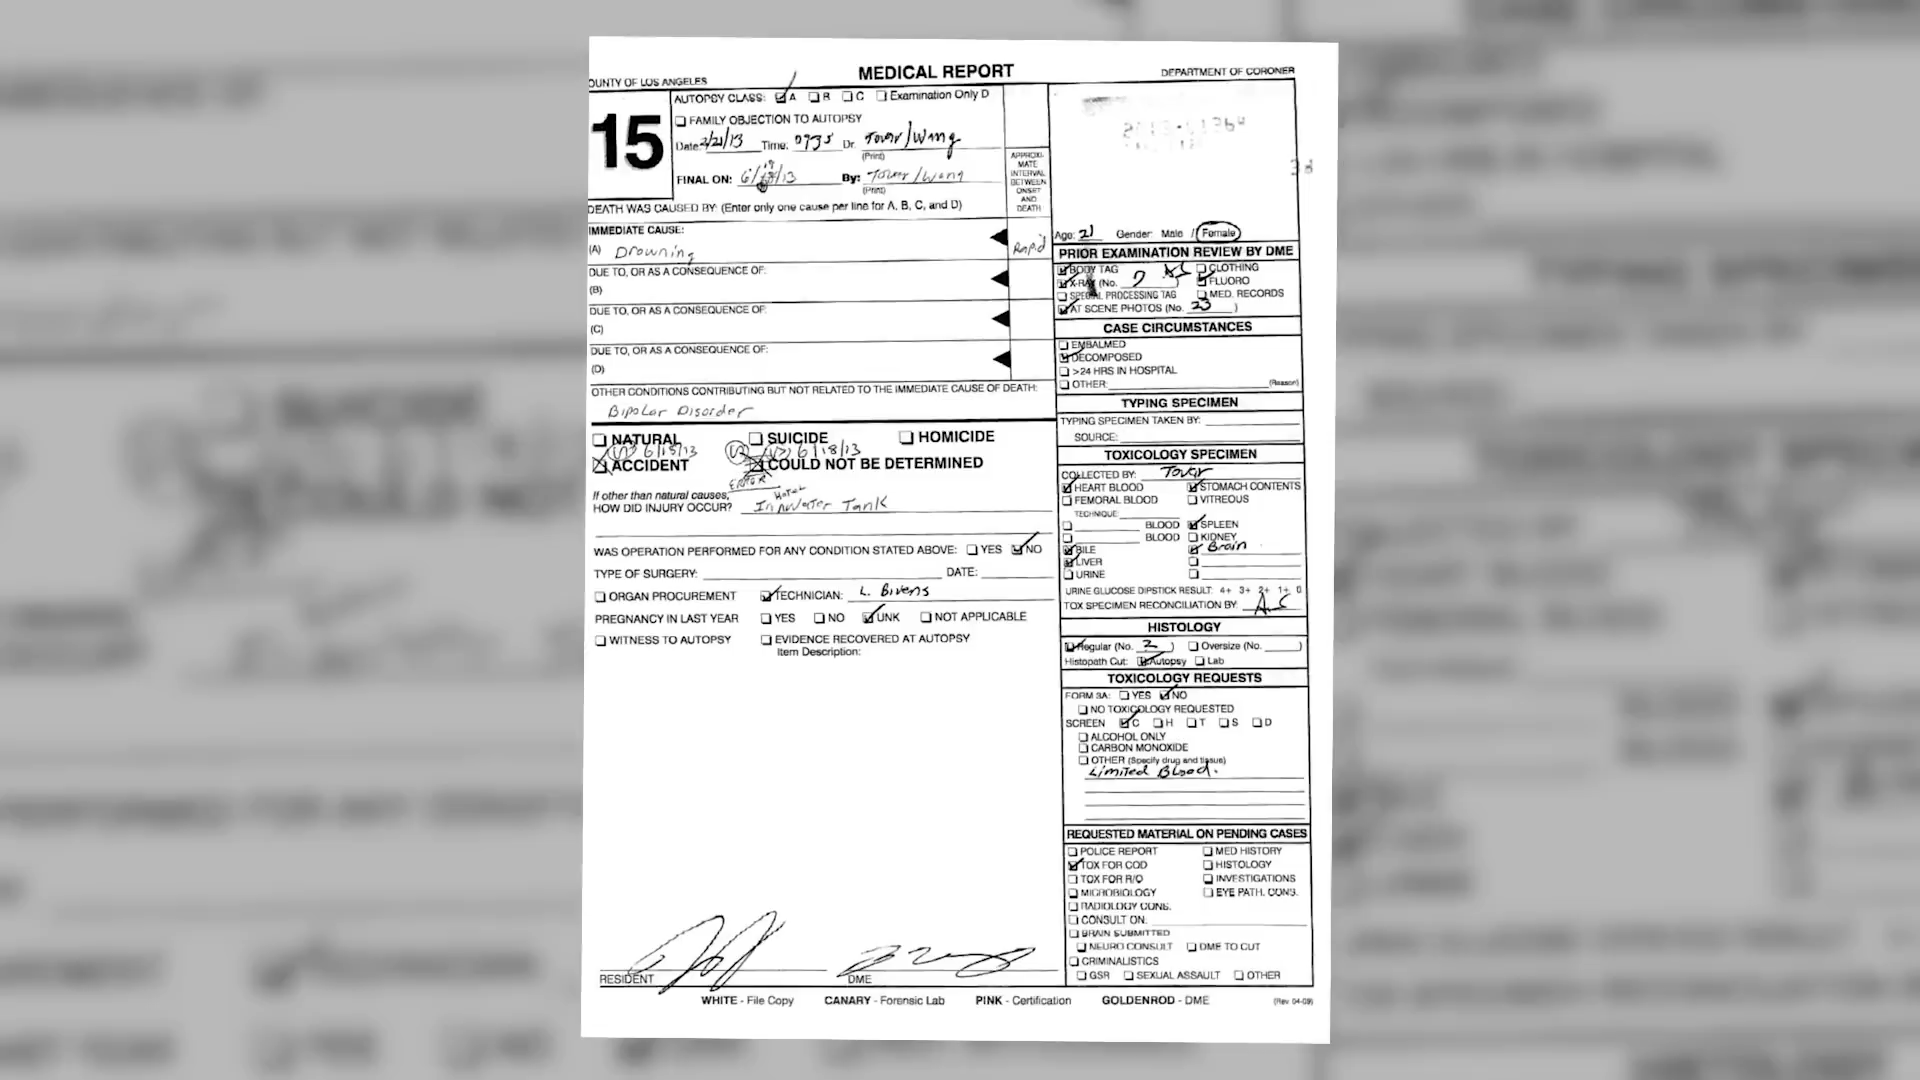 COUNTY OF LOS ANGELES
MEDICAL REPORT
DEPARTMENT OF CORONER
15
AUTOPSY CLASS: A B C Examination Only D
FAMILY OBJECTION TO AUTOPSY
Date: 2/21/13 Time: 0735 Dr. Tovar/Wang
(Print)
FINAL ON: 6/ /13 By: Tovar/Wang
(Print)
APPROXI-
MATE
INTERVAL
BETWEEN
ONSET
AND
DEATH
DEATH WAS CAUSED BY: (Enter only one cause per line for A, B, C, and D)
IMMEDIATE CAUSE:
(A) Drowning
Rapid
DUE TO, OR AS A CONSEQUENCE OF:
(B)
DUE TO, OR AS A CONSEQUENCE OF:
(C)
DUE TO, OR AS A CONSEQUENCE OF:
(D)
OTHER CONDITIONS CONTRIBUTING BUT NOT RELATED TO THE IMMEDIATE CAUSE OF DEATH:
Bipolar Disorder
NATURAL SUICIDE HOMICIDE
6/15/13 6/18/13
ACCIDENT COULD NOT BE DETERMINED
ERROR
If other than natural causes,
HOW DID INJURY OCCUR? In Hotel Water Tank
WAS OPERATION PERFORMED FOR ANY CONDITION STATED ABOVE: YES NO
TYPE OF SURGERY: DATE:
ORGAN PROCUREMENT TECHNICIAN: L. Bivens
PREGNANCY IN LAST YEAR YES NO UNK NOT APPLICABLE
WITNESS TO AUTOPSY EVIDENCE RECOVERED AT AUTOPSY
Item Description:
RESIDENT DME
Age: 21 Gender: Male / Female
PRIOR EXAMINATION REVIEW BY DME
BODY TAG CLOTHING
X-RAY (No. ) FLUORO
SPECIAL PROCESSING TAG MED. RECORDS
AT SCENE PHOTOS (No. 23 )
CASE CIRCUMSTANCES
EMBALMED
DECOMPOSED
>24 HRS IN HOSPITAL
OTHER: (Reason)
TYPING SPECIMEN
TYPING SPECIMEN TAKEN BY:
SOURCE:
TOXICOLOGY SPECIMEN
COLLECTED BY: Tovar
HEART BLOOD STOMACH CONTENTS
FEMORAL BLOOD VITREOUS
TECHNIQUE:
BLOOD SPLEEN
BLOOD KIDNEY
BILE Brain
LIVER
URINE
URINE GLUCOSE DIPSTICK RESULT: 4+ 3+ 2+ 1+ 0
TOX SPECIMEN RECONCILIATION BY:
HISTOLOGY
Regular (No. 2 ) Oversize (No. )
Histopath Cut: Autopsy Lab
TOXICOLOGY REQUESTS
FORM 3A: YES NO
NO TOXICOLOGY REQUESTED
SCREEN C H T S D
ALCOHOL ONLY
CARBON MONOXIDE
OTHER (Specify drug and tissue)
Limited Blood.
REQUESTED MATERIAL ON PENDING CASES
POLICE REPORT MED HISTORY
TOX FOR COD HISTOLOGY
TOX FOR R/O INVESTIGATIONS
MICROBIOLOGY EYE PATH. CONS.
RADIOLOGY CONS.
CONSULT ON:
BRAIN SUBMITTED
NEURO CONSULT DME TO CUT
CRIMINALISTICS
GSR SEXUAL ASSAULT OTHER
WHITE - File Copy CANARY - Forensic Lab PINK - Certification GOLDENROD - DME (Rev 04-09)